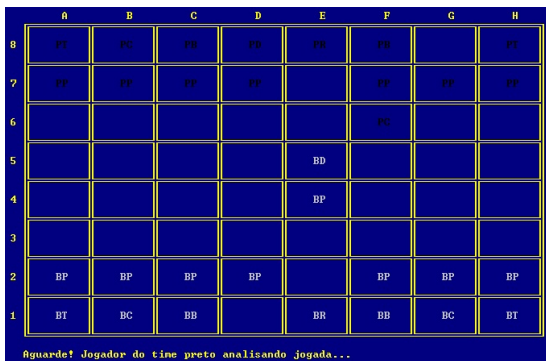 A B C D E F G H
8 PT PC PB PD PR PB PT
7 PP PP PP PP PP PP PP
6 PC
5 BD
4 BP
3
2 BP BP BP BP BP BP BP
1 BT BC BB BR BB BC BT
Aguarde! Jogador do time preto analisando jogada...